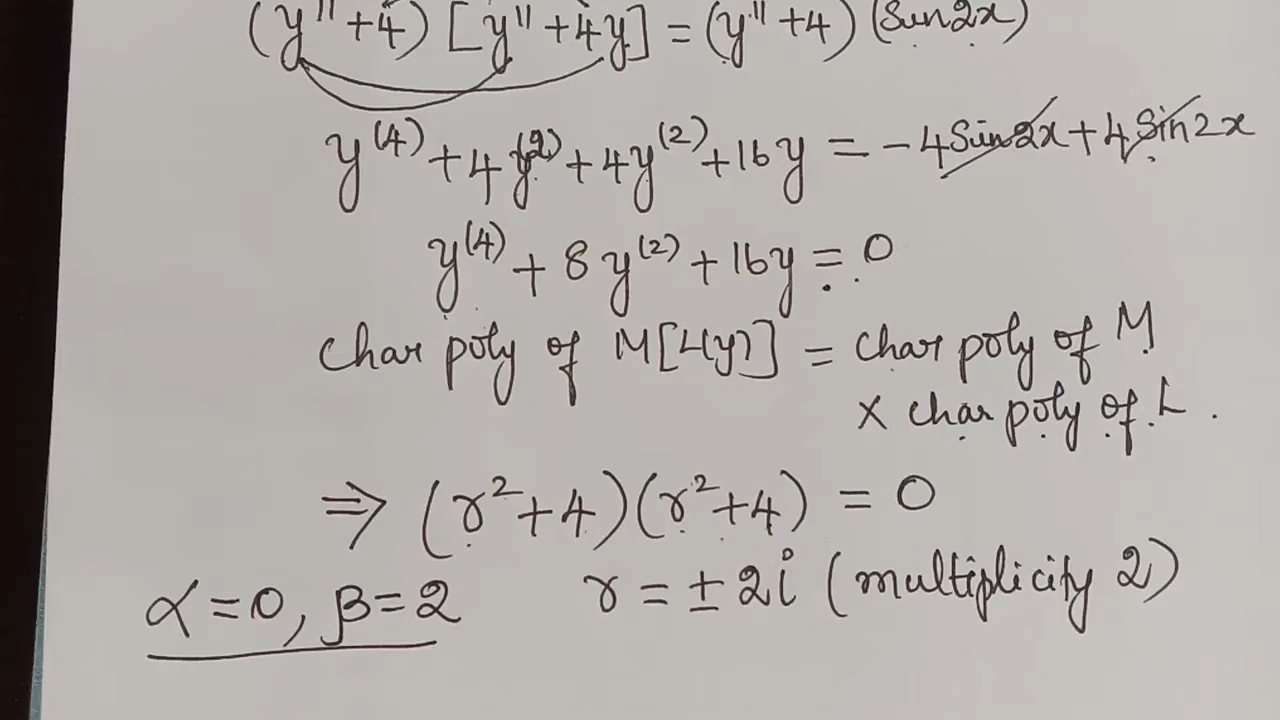 (y'' + 4) [y'' + 4y] = (y'' + 4) (Sin2x)
y⁽⁴⁾ + 4y⁽²⁾ + 4y⁽²⁾ + 16y = -4Sin2x + 4Sin2x
y⁽⁴⁾ + 8y⁽²⁾ + 16y = 0
Char poly of M[L(y)] = char poly of M
× char poly of L.
⇒ (r² + 4)(r² + 4) = 0
α = 0, β = 2 r = ± 2i (multiplicity 2)